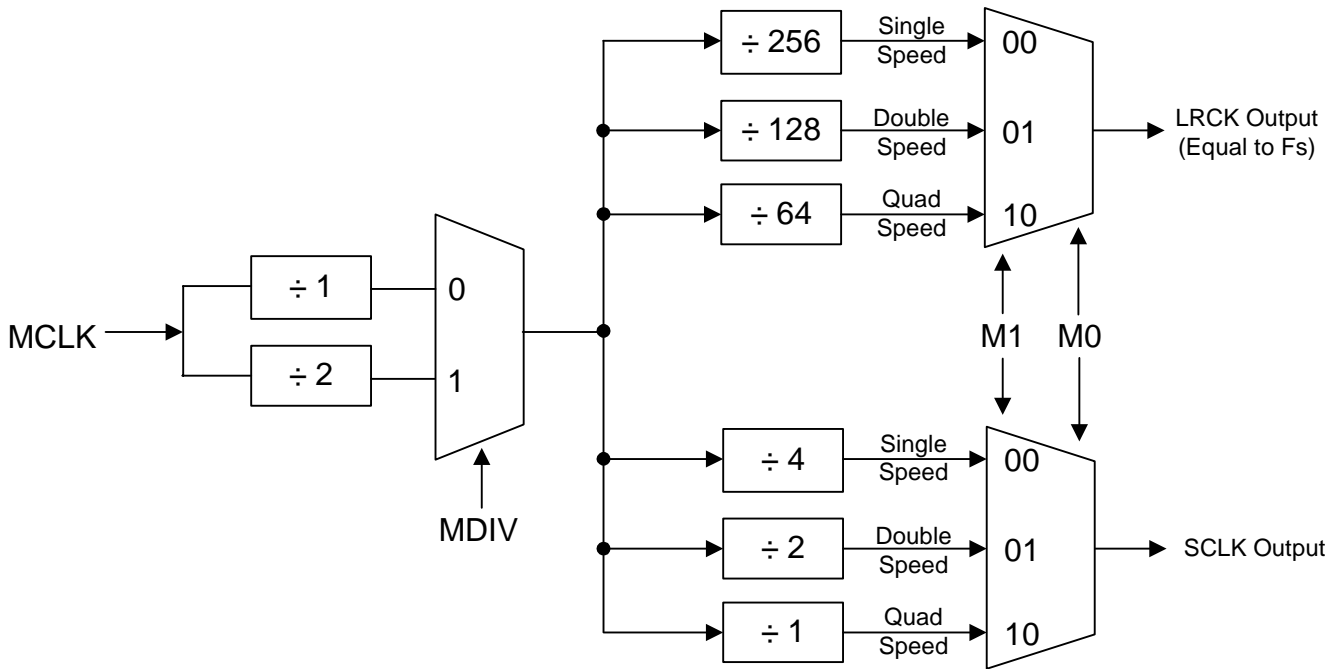 ÷ 256
Single
Speed
00
÷ 128
Double
Speed
01
LRCK Output
(Equal to Fs)
÷ 64
Quad
Speed
10
MCLK
÷ 1
0
÷ 2
1
MDIV
M1
M0
÷ 4
Single
Speed
00
÷ 2
Double
Speed
01
SCLK Output
÷ 1
Quad
Speed
10